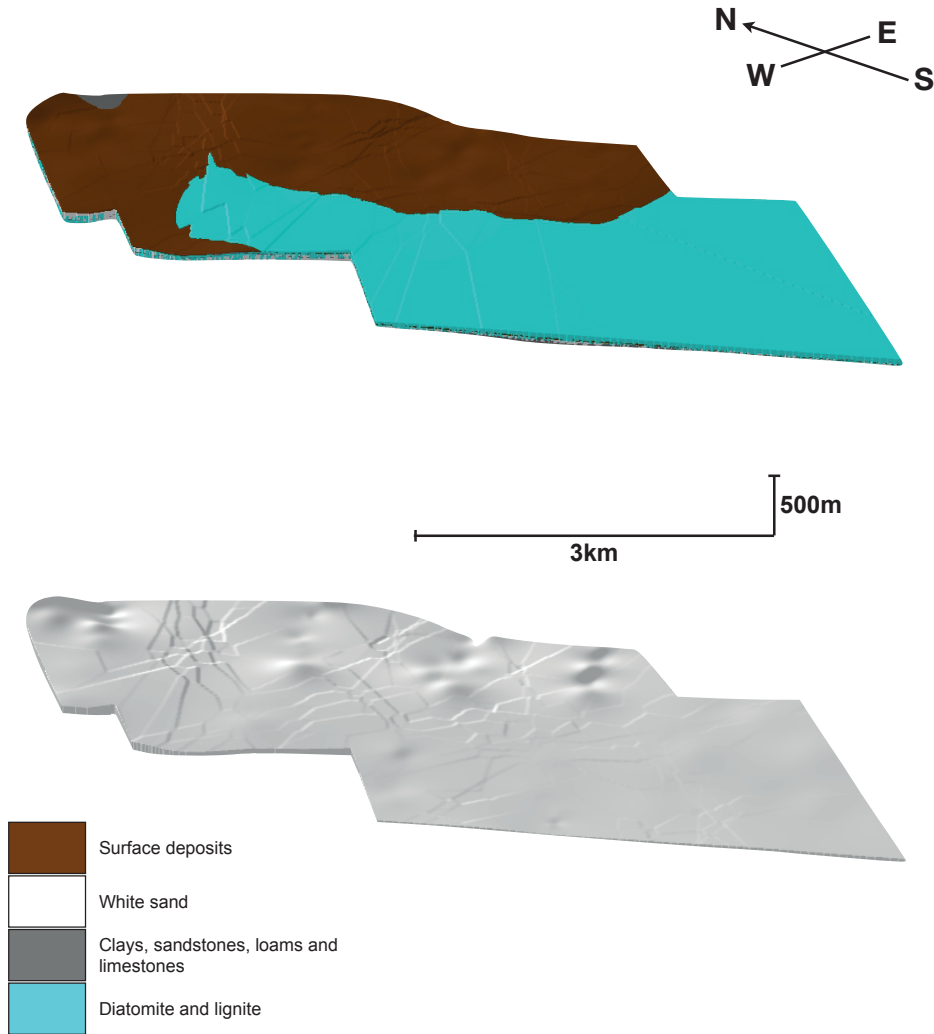 N
E
W
S
500m
3km
Surface deposits
White sand
Clays, sandstones, loams and
limestones
Diatomite and lignite